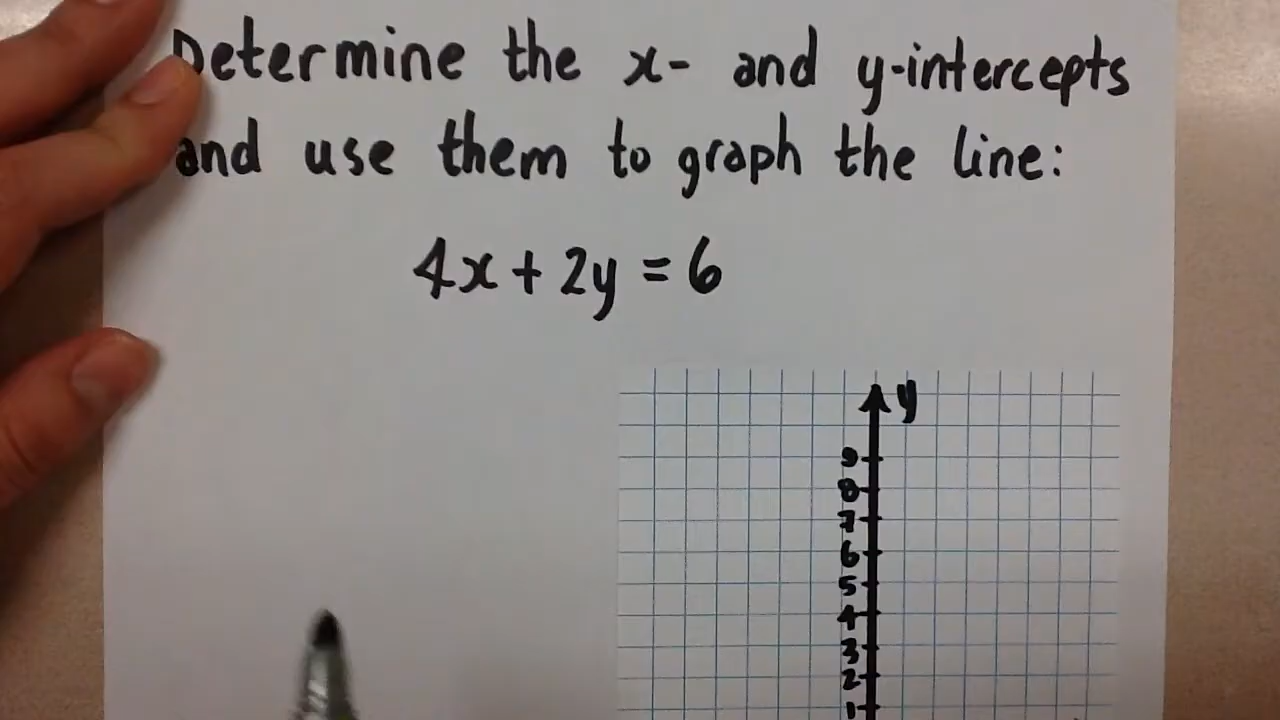 Determine the x- and y-intercepts
and use them to graph the line:
4x + 2y = 6
y
9
8
7
6
5
4
3
2
1